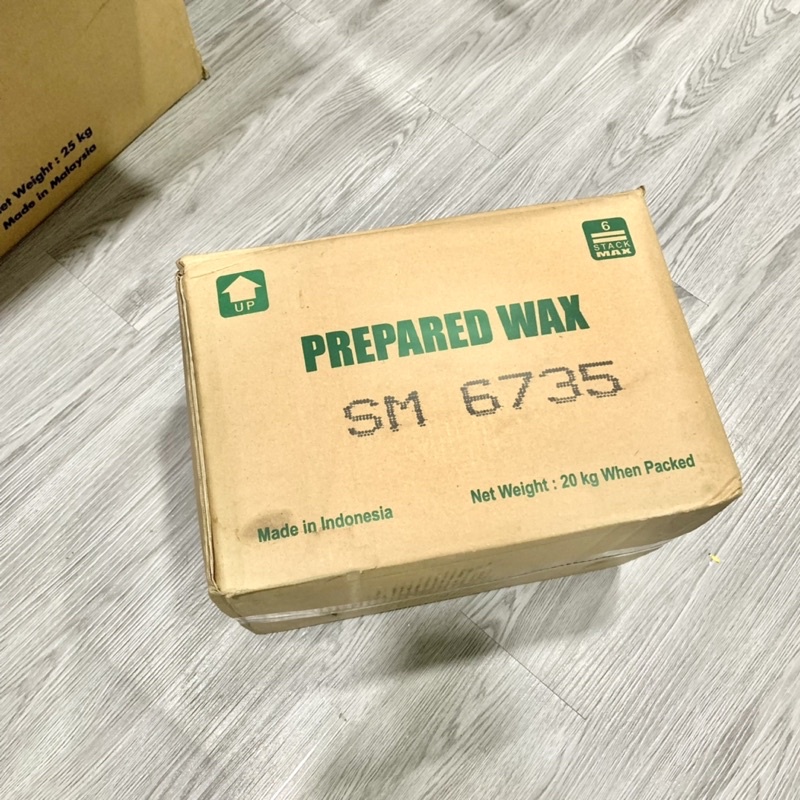 Weight : 25 kg
Made in Malaysia
UP
6
STACK
MAX
PREPARED WAX
SM 6735
Made in Indonesia
Net Weight : 20 kg When Packed